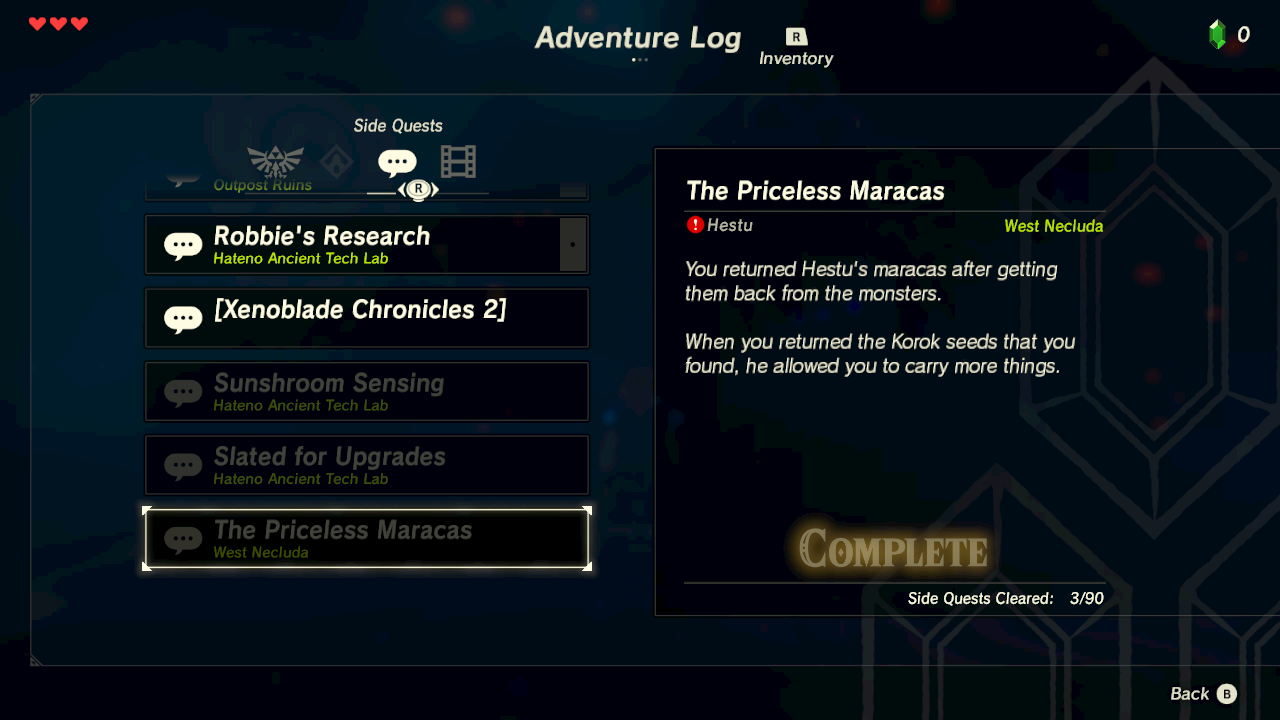 Adventure Log
R
Inventory
0
Side Quests
R
Outpost Ruins
Robbie's Research
Hateno Ancient Tech Lab
[Xenoblade Chronicles 2]
Sunshroom Sensing
Hateno Ancient Tech Lab
Slated for Upgrades
Hateno Ancient Tech Lab
The Priceless Maracas
West Necluda
The Priceless Maracas
Hestu
West Necluda
You returned Hestu's maracas after getting
them back from the monsters.
When you returned the Korok seeds that you
found, he allowed you to carry more things.
COMPLETE
Side Quests Cleared: 3/90
Back B